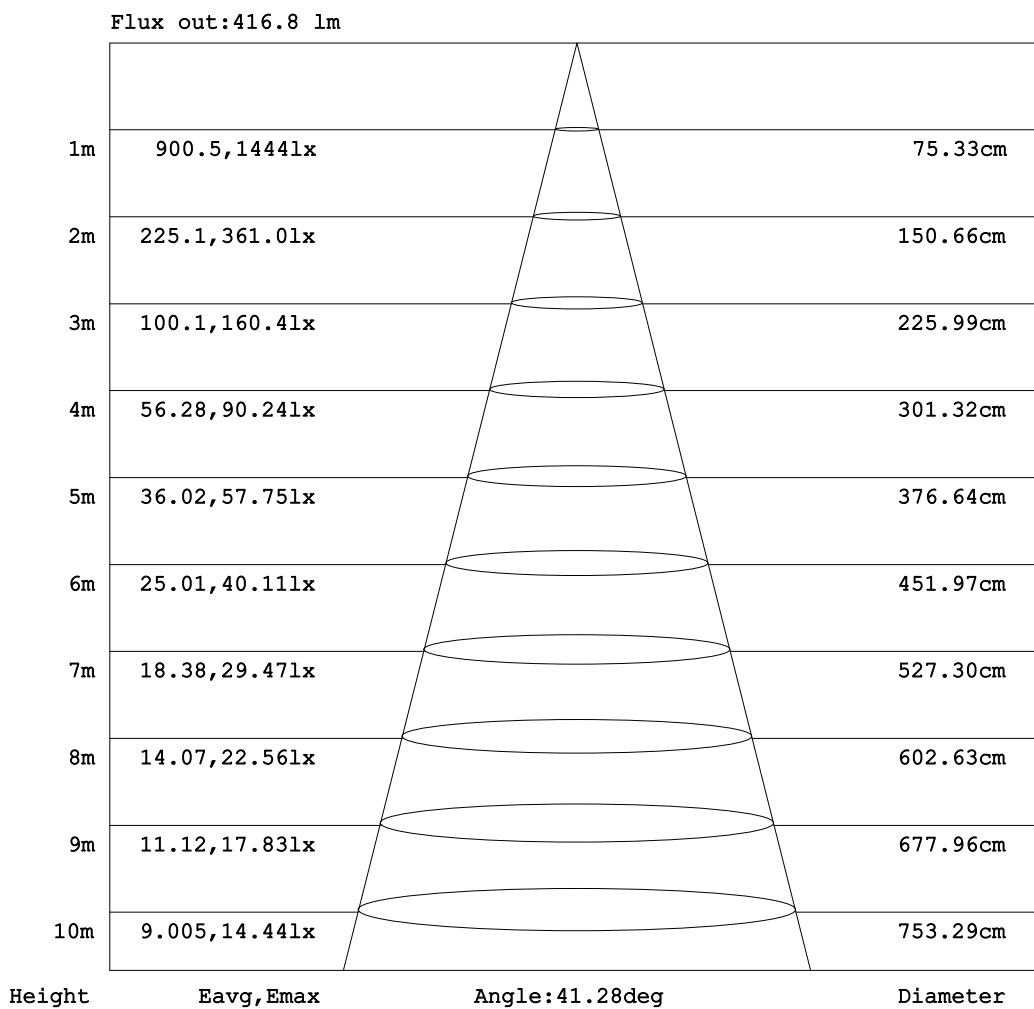 Flux out:416.8 lm
1m 900.5,1444lx 75.33cm
2m 225.1,361.0lx 150.66cm
3m 100.1,160.4lx 225.99cm
4m 56.28,90.24lx 301.32cm
5m 36.02,57.75lx 376.64cm
6m 25.01,40.11lx 451.97cm
7m 18.38,29.47lx 527.30cm
8m 14.07,22.56lx 602.63cm
9m 11.12,17.83lx 677.96cm
10m 9.005,14.44lx 753.29cm
Height Eavg,Emax Angle:41.28deg Diameter